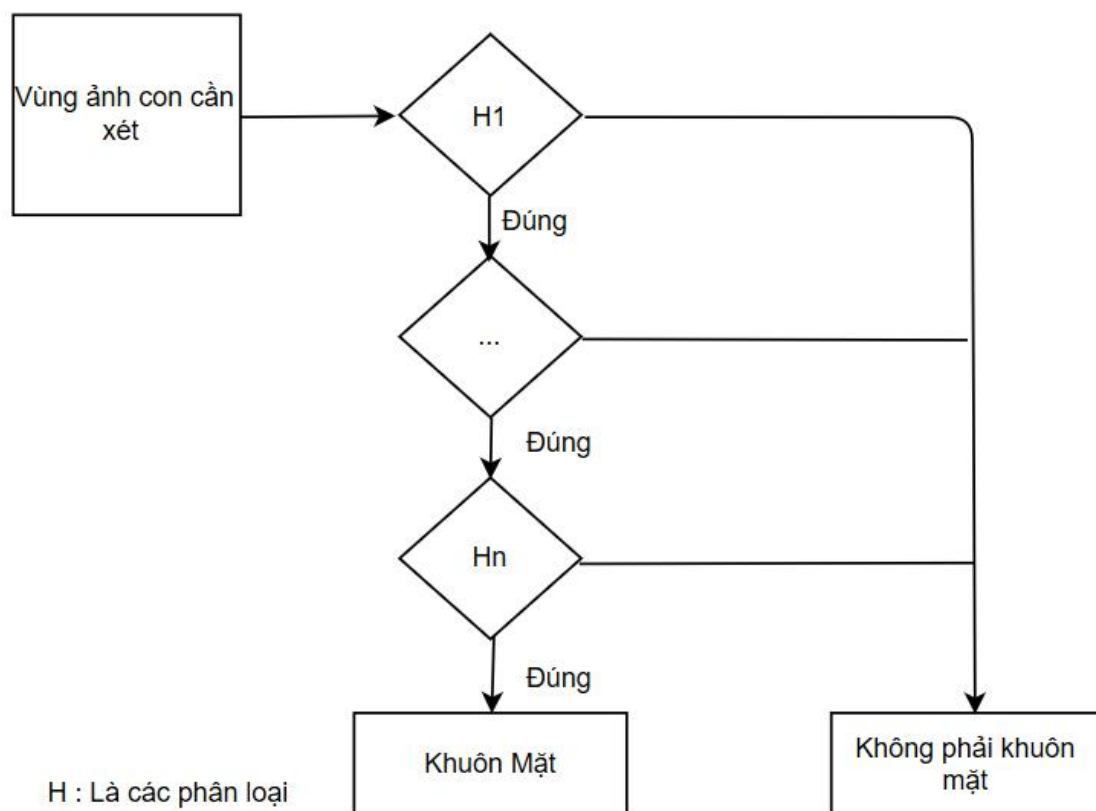 Vùng ảnh con cần
xét
H1
Đúng
...
Đúng
Hn
Đúng
Khuôn Mặt
Không phải khuôn
mặt
H : Là các phân loại